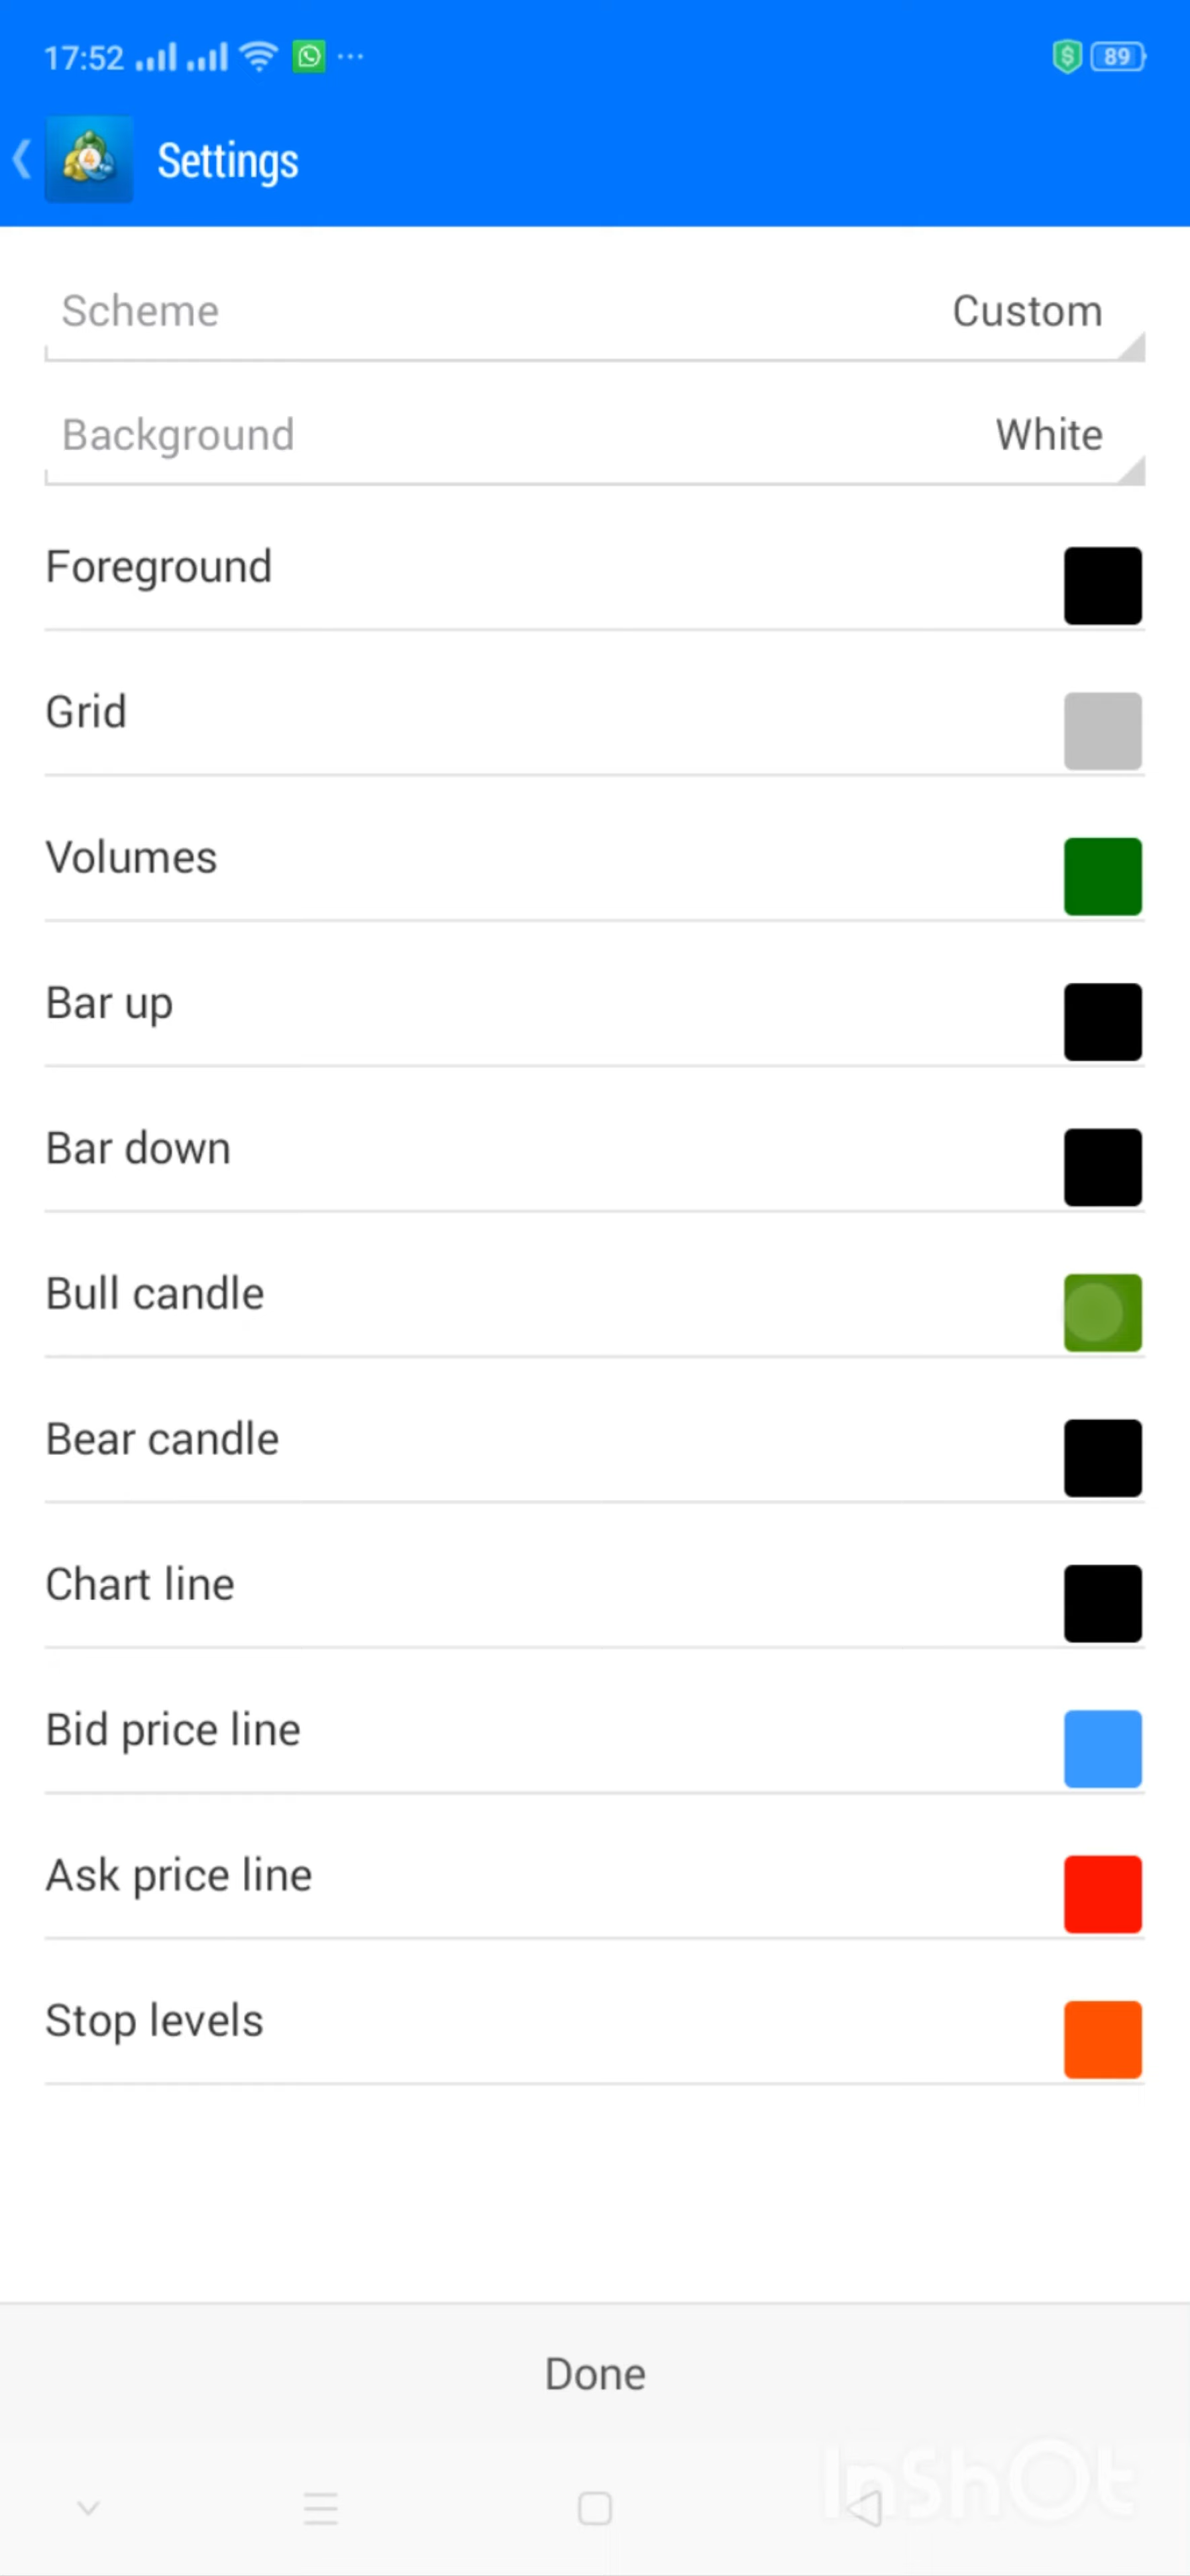 17:52 89
4 Settings
Scheme Custom
Background White
Foreground
Grid
Volumes
Bar up
Bar down
Bull candle
Bear candle
Chart line
Bid price line
Ask price line
Stop levels
Done
InShOt